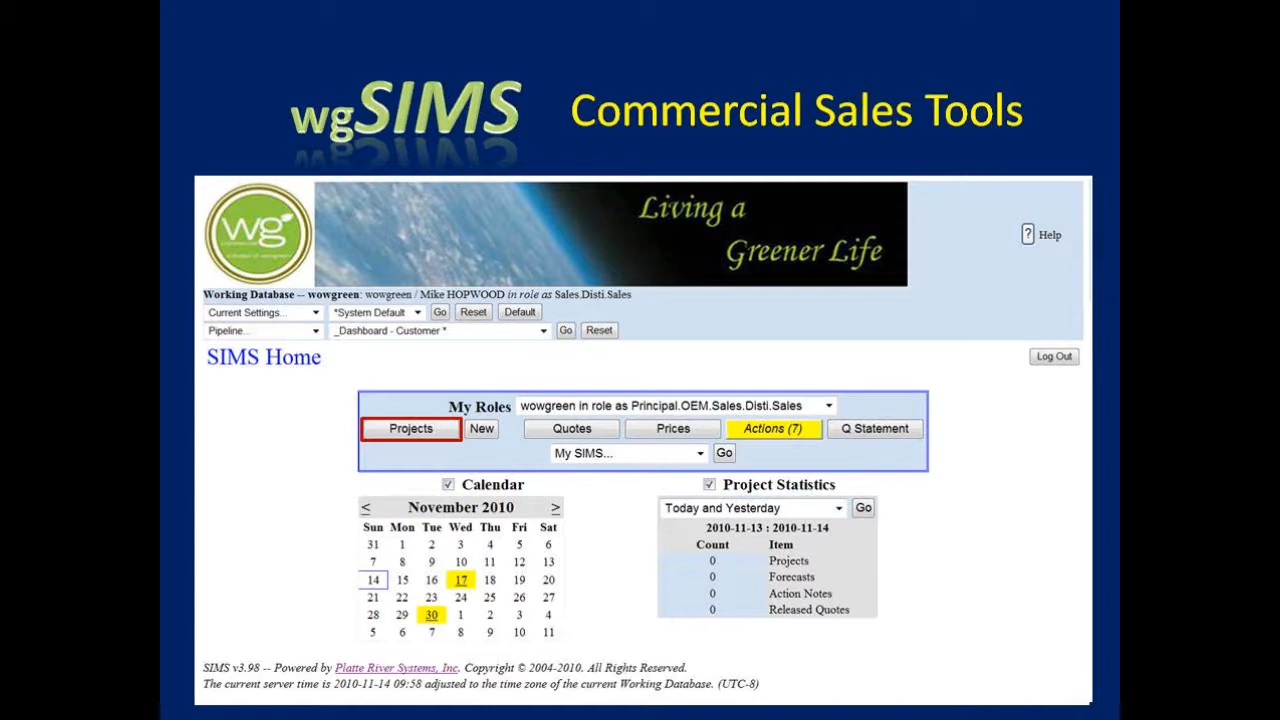 wgSIMS Commercial Sales Tools
wg
Living a
Greener Life
? Help
Working Database -- wowgreen: wowgreen / Mike HOPWOOD in role as Sales.Disti.Sales
Current Settings... *System Default Go Reset Default
Pipeline... _Dashboard - Customer * Go Reset
SIMS Home
Log Out
My Roles wowgreen in role as Principal.OEM.Sales.Disti.Sales
Projects New Quotes Prices Actions (7) Q Statement
My SIMS... Go
Calendar
< November 2010 >
Sun Mon Tue Wed Thu Fri Sat
31 1 2 3 4 5 6
7 8 9 10 11 12 13
14 15 16 17 18 19 20
21 22 23 24 25 26 27
28 29 30 1 2 3 4
5 6 7 8 9 10 11
Project Statistics
Today and Yesterday Go
2010-11-13 : 2010-11-14
Count Item
0 Projects
0 Forecasts
0 Action Notes
0 Released Quotes
SIMS v3.98 -- Powered by Platte River Systems, Inc. Copyright © 2004-2010. All Rights Reserved.
The current server time is 2010-11-14 09:58 adjusted to the time zone of the current Working Database. (UTC-8)